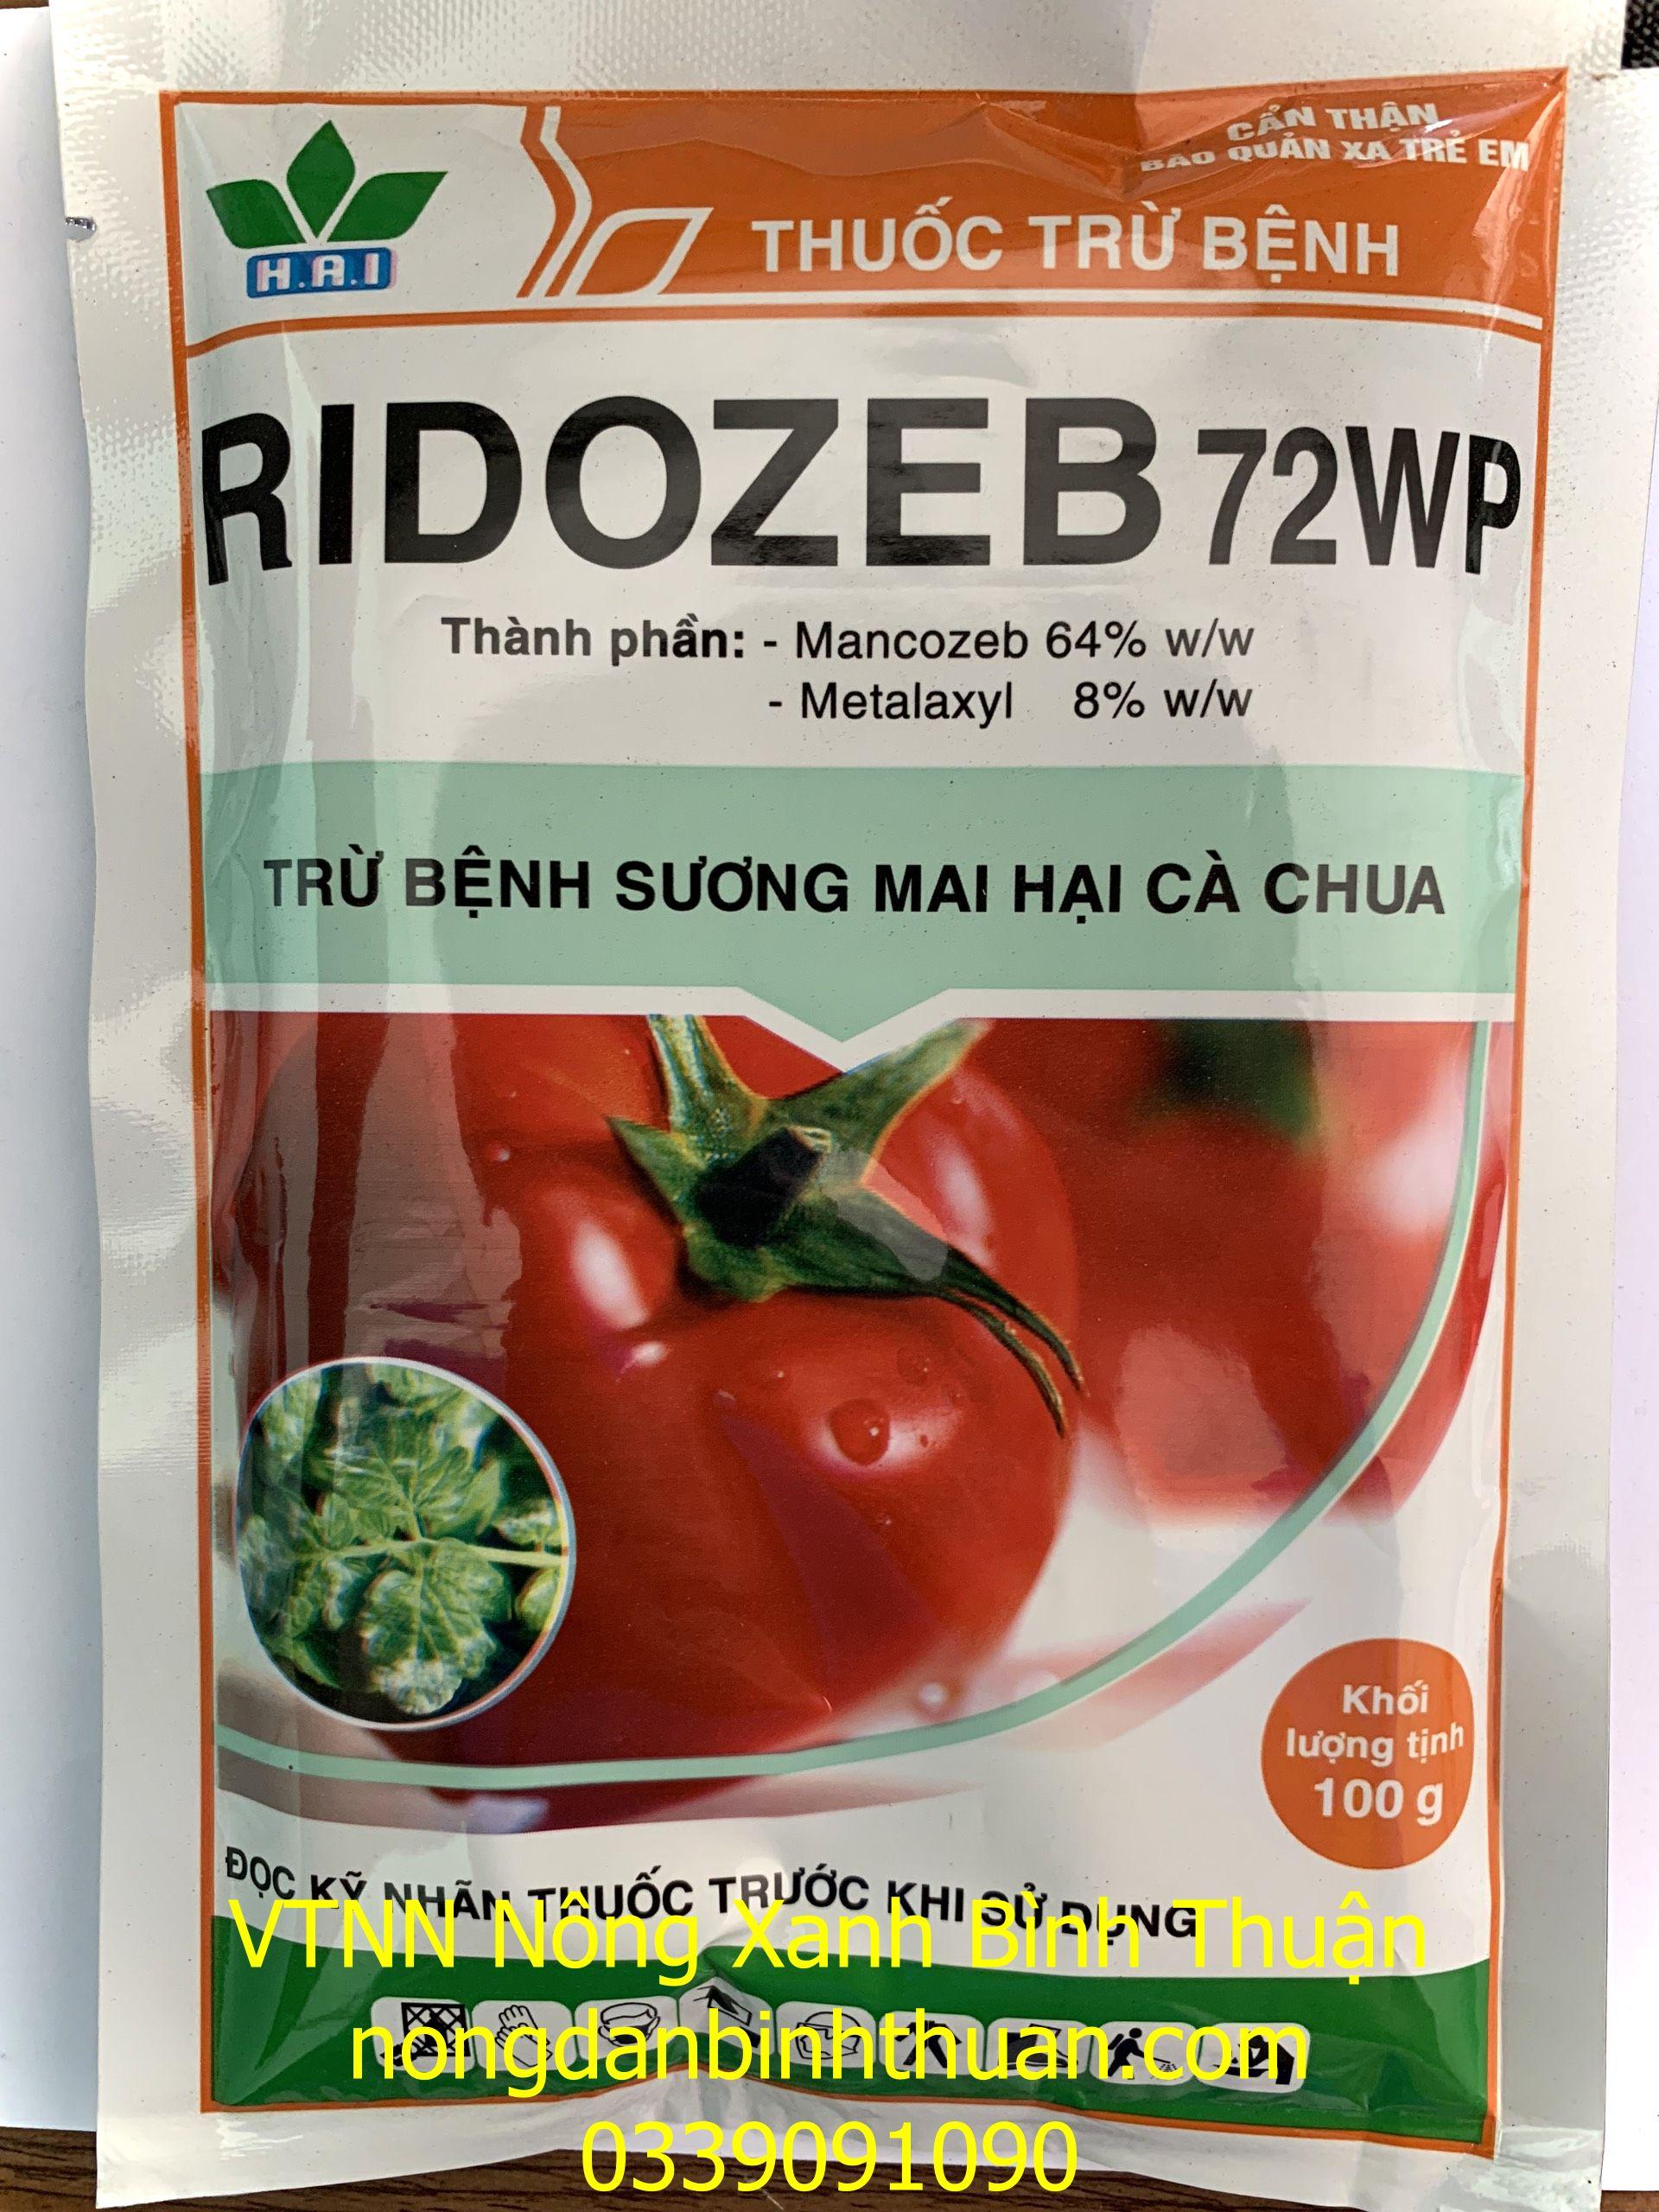 CẨN THẬN
BẢO QUẢN XA TRẺ EM
H.A.I
THUỐC TRỪ BỆNH
RIDOZEB 72WP
Thành phần: - Mancozeb 64% w/w
- Metalaxyl 8% w/w
TRỪ BỆNH SƯƠNG MAI HẠI CÀ CHUA
Khối
lượng tịnh
100 g
ĐỌC KỸ NHÃN THUỐC TRƯỚC KHI SỬ DỤNG
VTNN Nông Xanh Bình Thuận
nongdanbinhthuan.com
0339091090